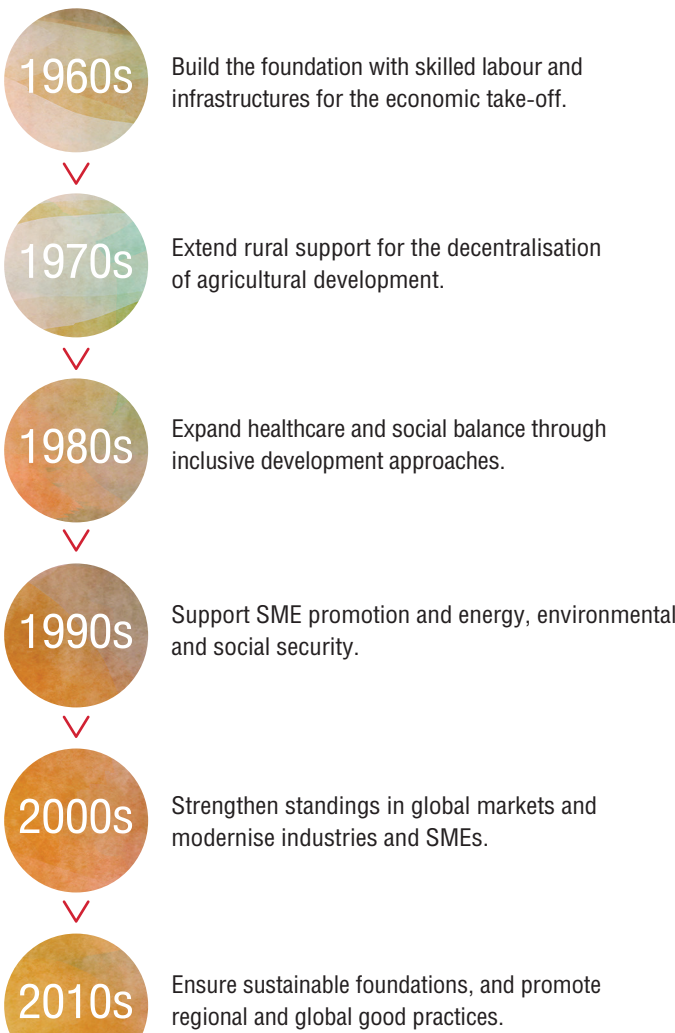 1960s
Build the foundation with skilled labour and
infrastructures for the economic take-off.
1970s
Extend rural support for the decentralisation
of agricultural development.
1980s
Expand healthcare and social balance through
inclusive development approaches.
1990s
Support SME promotion and energy, environmental
and social security.
2000s
Strengthen standings in global markets and
modernise industries and SMEs.
2010s
Ensure sustainable foundations, and promote
regional and global good practices.